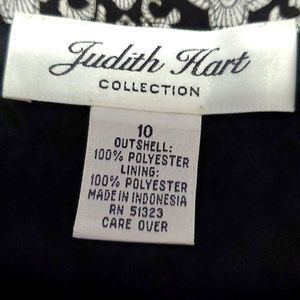 Judith Hart
COLLECTION
10
OUTSHELL:
100% POLYESTER
LINING:
100% POLYESTER
MADE IN INDONESIA
RN 51323
CARE OVER